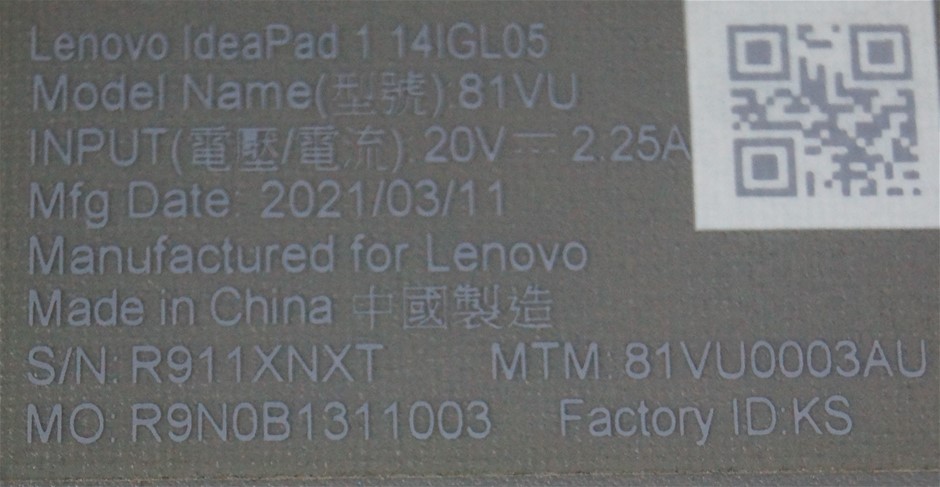 Lenovo IdeaPad 1 14IGL05
Model Name(型號):81VU
INPUT(電壓/電流): 20V⎓ 2.25A
Mfg Date: 2021/03/11
Manufactured for Lenovo
Made in China 中國製造
S/N: R911XNXT MTM:81VU0003AU
MO: R9N0B1311003 Factory ID:KS